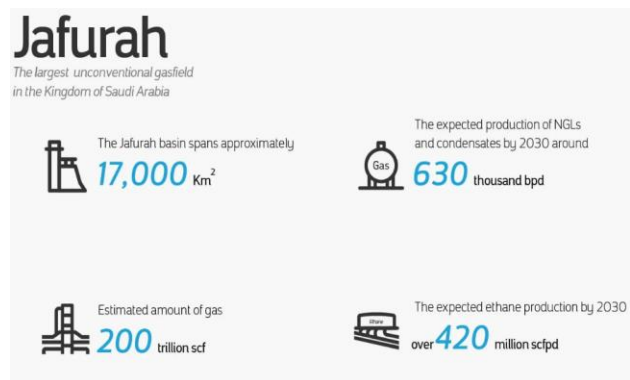 Jafurah
The largest unconventional gasfield
in the Kingdom of Saudi Arabia
The Jafurah basin spans approximately
17,000 Km²
The expected production of NGLs
and condensates by 2030 around
Gas
630 thousand bpd
Estimated amount of gas
200 trillion scf
The expected ethane production by 2030
Ethane
over 420 million scfpd